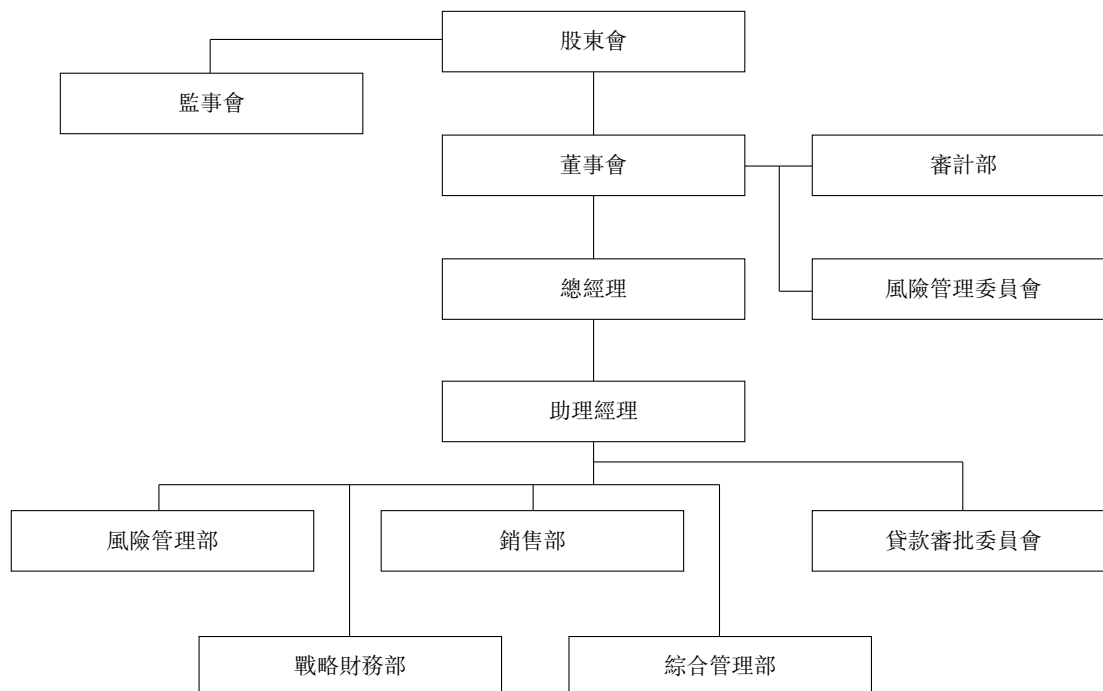 股東會
監事會
董事會
審計部
總經理
風險管理委員會
助理經理
風險管理部
銷售部
貸款審批委員會
戰略財務部
綜合管理部